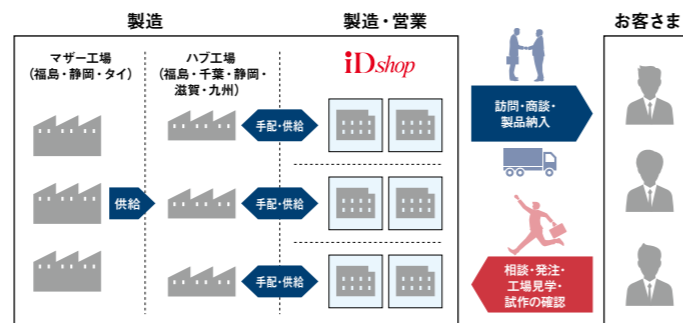 製造
製造・営業
お客さま
マザー工場
（福島・静岡・タイ）
ハブ工場
（福島・千葉・静岡・
滋賀・九州）
iDshop
手配・供給
訪問・商談・
製品納入
供給
手配・供給
手配・供給
相談・発注・
工場見学・
試作の確認